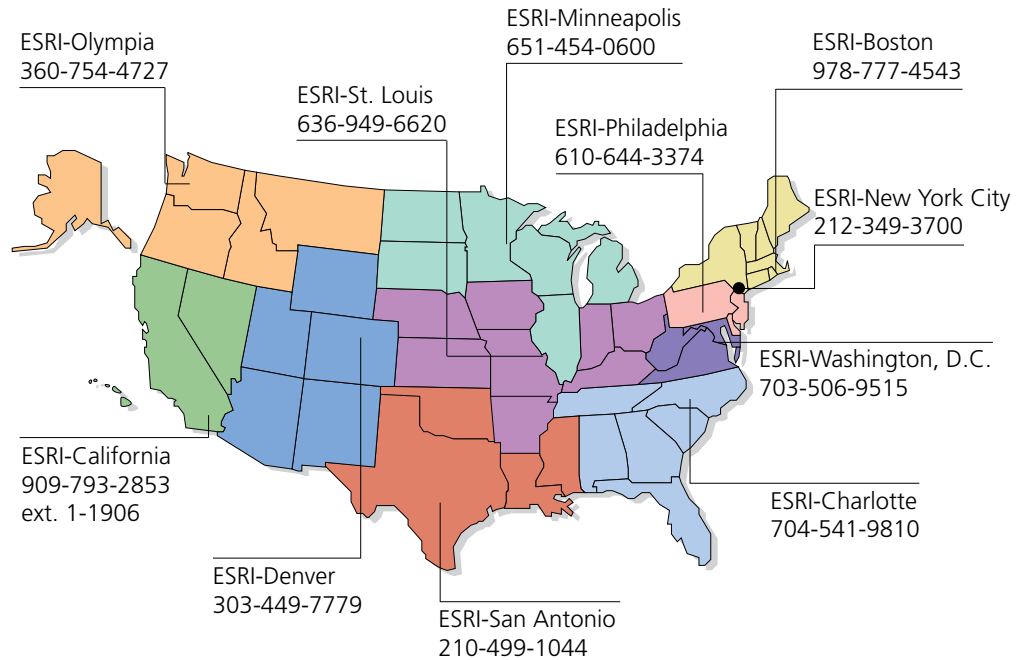 ESRI-Minneapolis
651-454-0600
ESRI-Olympia
360-754-4727
ESRI-Boston
978-777-4543
ESRI-St. Louis
636-949-6620
ESRI-Philadelphia
610-644-3374
ESRI-New York City
212-349-3700
ESRI-Washington, D.C.
703-506-9515
ESRI-California
909-793-2853
ext. 1-1906
ESRI-Charlotte
704-541-9810
ESRI-Denver
303-449-7779
ESRI-San Antonio
210-499-1044